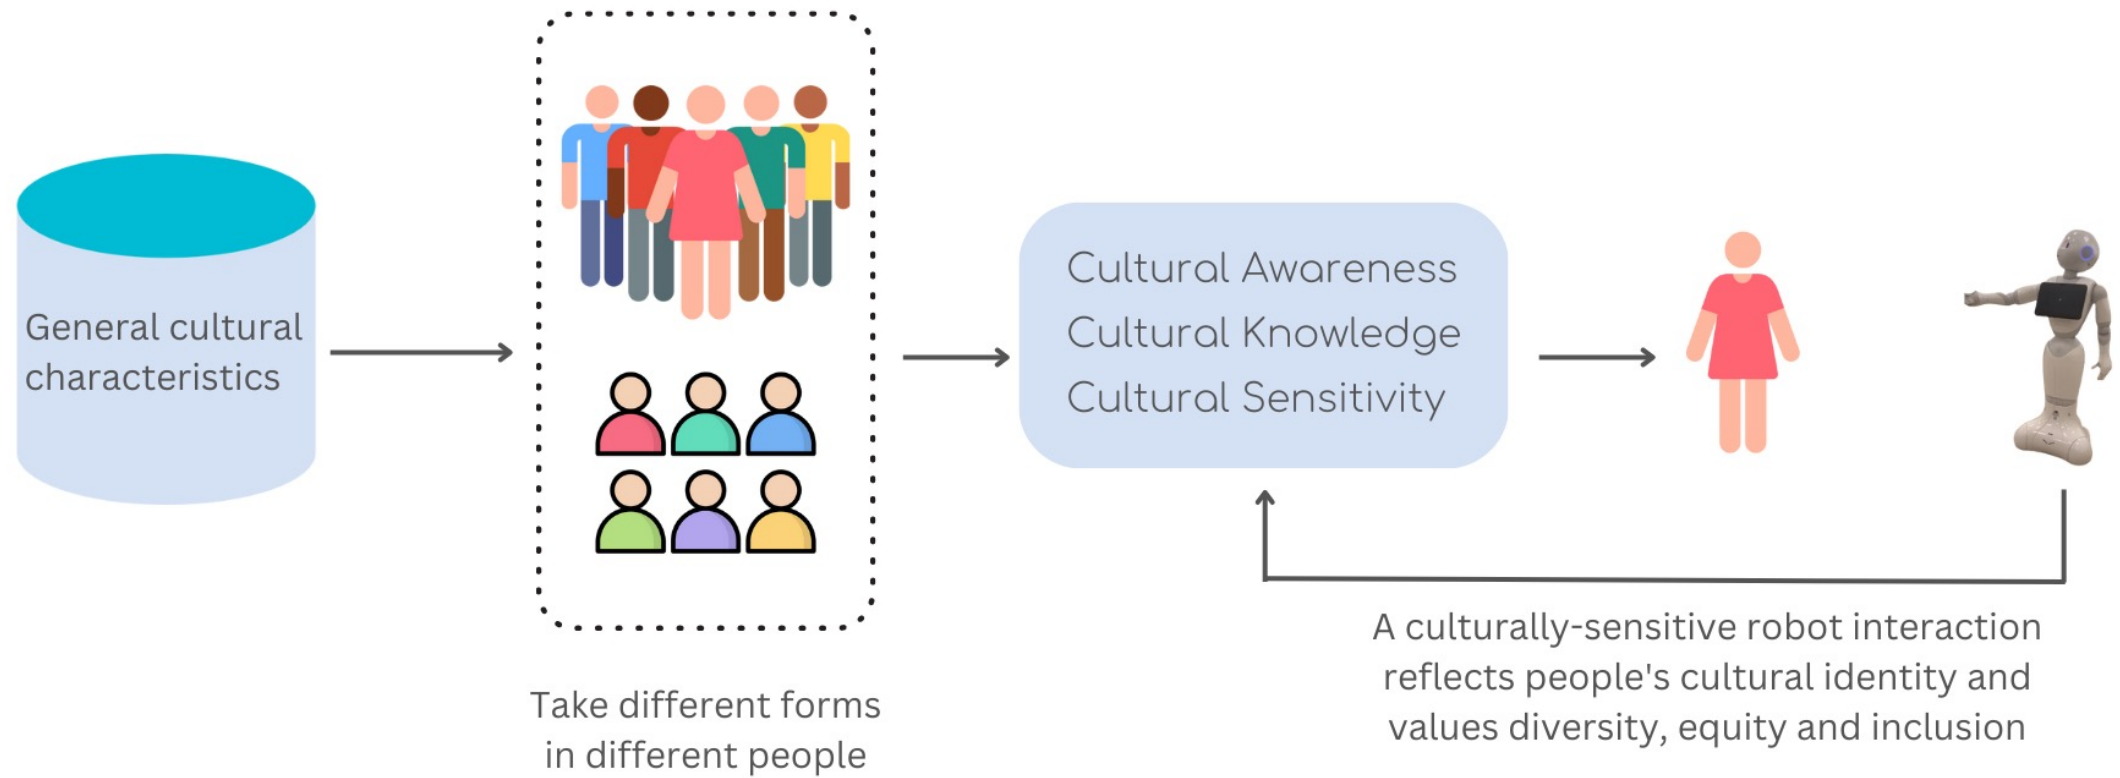 General cultural
characteristics
Take different forms
in different people
Cultural Awareness
Cultural Knowledge
Cultural Sensitivity
A culturally-sensitive robot interaction
reflects people's cultural identity and
values diversity, equity and inclusion